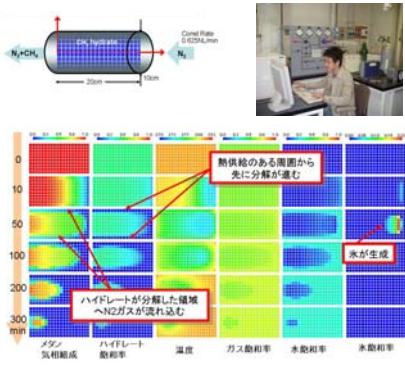 CH₄ hydrate
N₂+CH₄
N₂
Const Rate
0.625NL/min
20cm
10cm
0
10
50
100
200
300
min
熱供給のある周囲から
先に分解が進む
氷が生成
ハイドレートが分解した領域
へN2ガスが流れ込む
メタン
気相組成
ハイドレート
飽和率
温度
ガス飽和率
水飽和率
氷飽和率